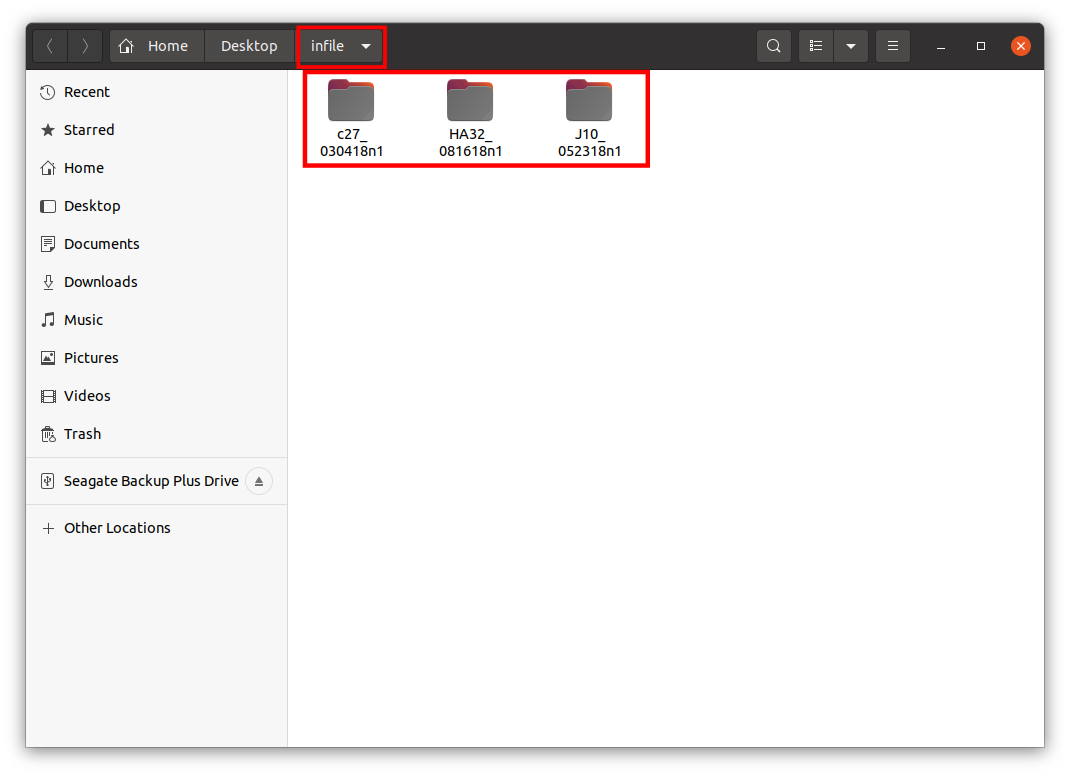 Home
Desktop
infile
Recent
Starred
Home
Desktop
Documents
Downloads
Music
Pictures
Videos
Trash
Seagate Backup Plus Drive
Other Locations
c27_
030418n1
HA32_
081618n1
J10_
052318n1